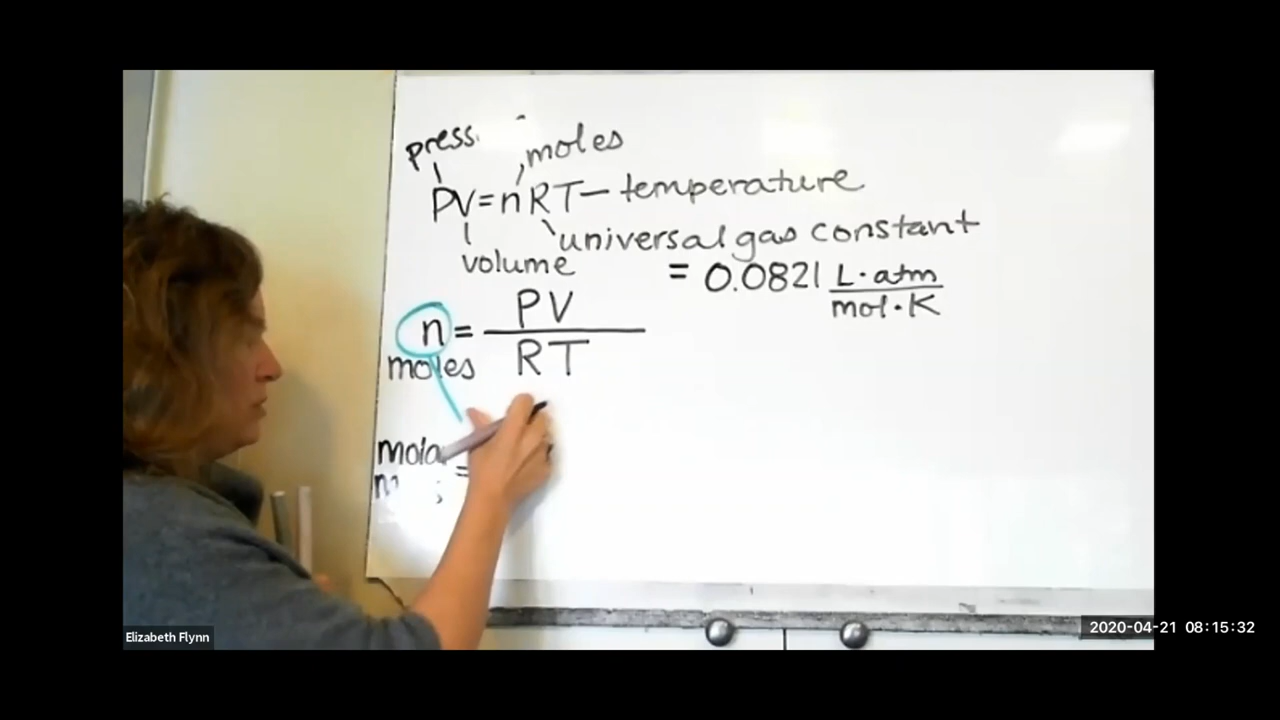 press.
moles
PV=nRT— temperature
universal gas constant
volume
= 0.0821 L·atm
mol·K
n = PV
RT
moles
=
Elizabeth Flynn
2020-04-21 08:15:32